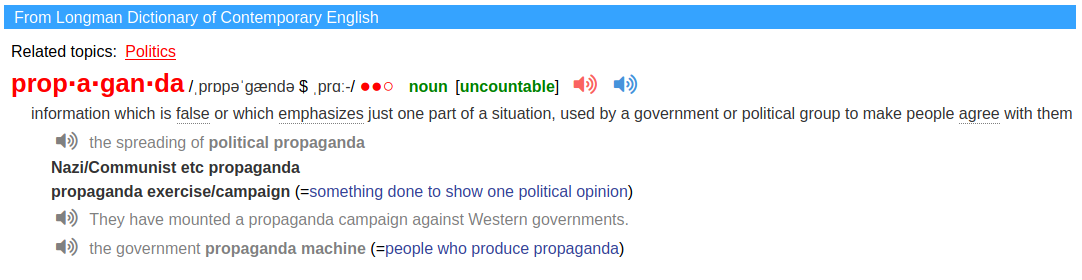 From Longman Dictionary of Contemporary English
Related topics: Politics
prop‧a‧gan‧da /ˌprɒpəˈɡændə $ ˌprɑː-/ ●●○ noun [uncountable]
information which is false or which emphasizes just one part of a situation, used by a government or political group to make people agree with them
the spreading of political propaganda
Nazi/Communist etc propaganda
propaganda exercise/campaign (=something done to show one political opinion)
They have mounted a propaganda campaign against Western governments.
the government propaganda machine (=people who produce propaganda)